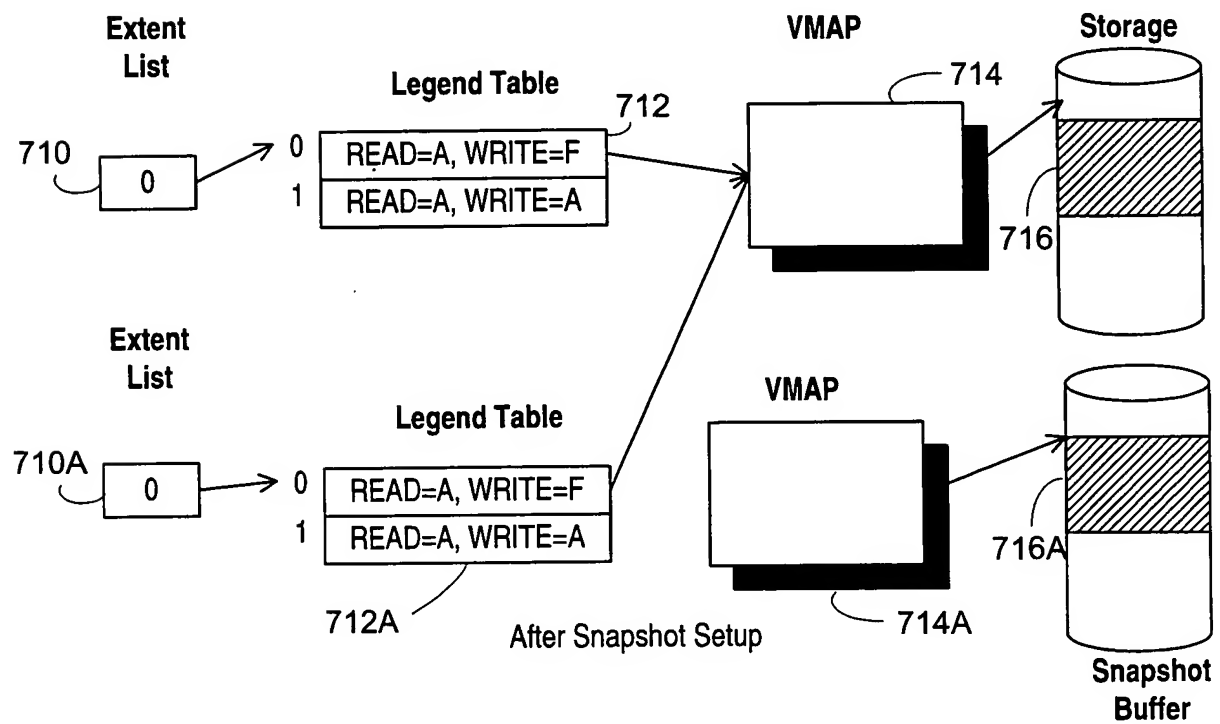 Extent
List
VMAP
Storage
Legend Table
714
712
710
0
0
READ=A, WRITE=F
1
READ=A, WRITE=A
716
Extent
List
VMAP
Legend Table
710A
0
0
READ=A, WRITE=F
1
READ=A, WRITE=A
716A
712A
After Snapshot Setup
714A
Snapshot
Buffer